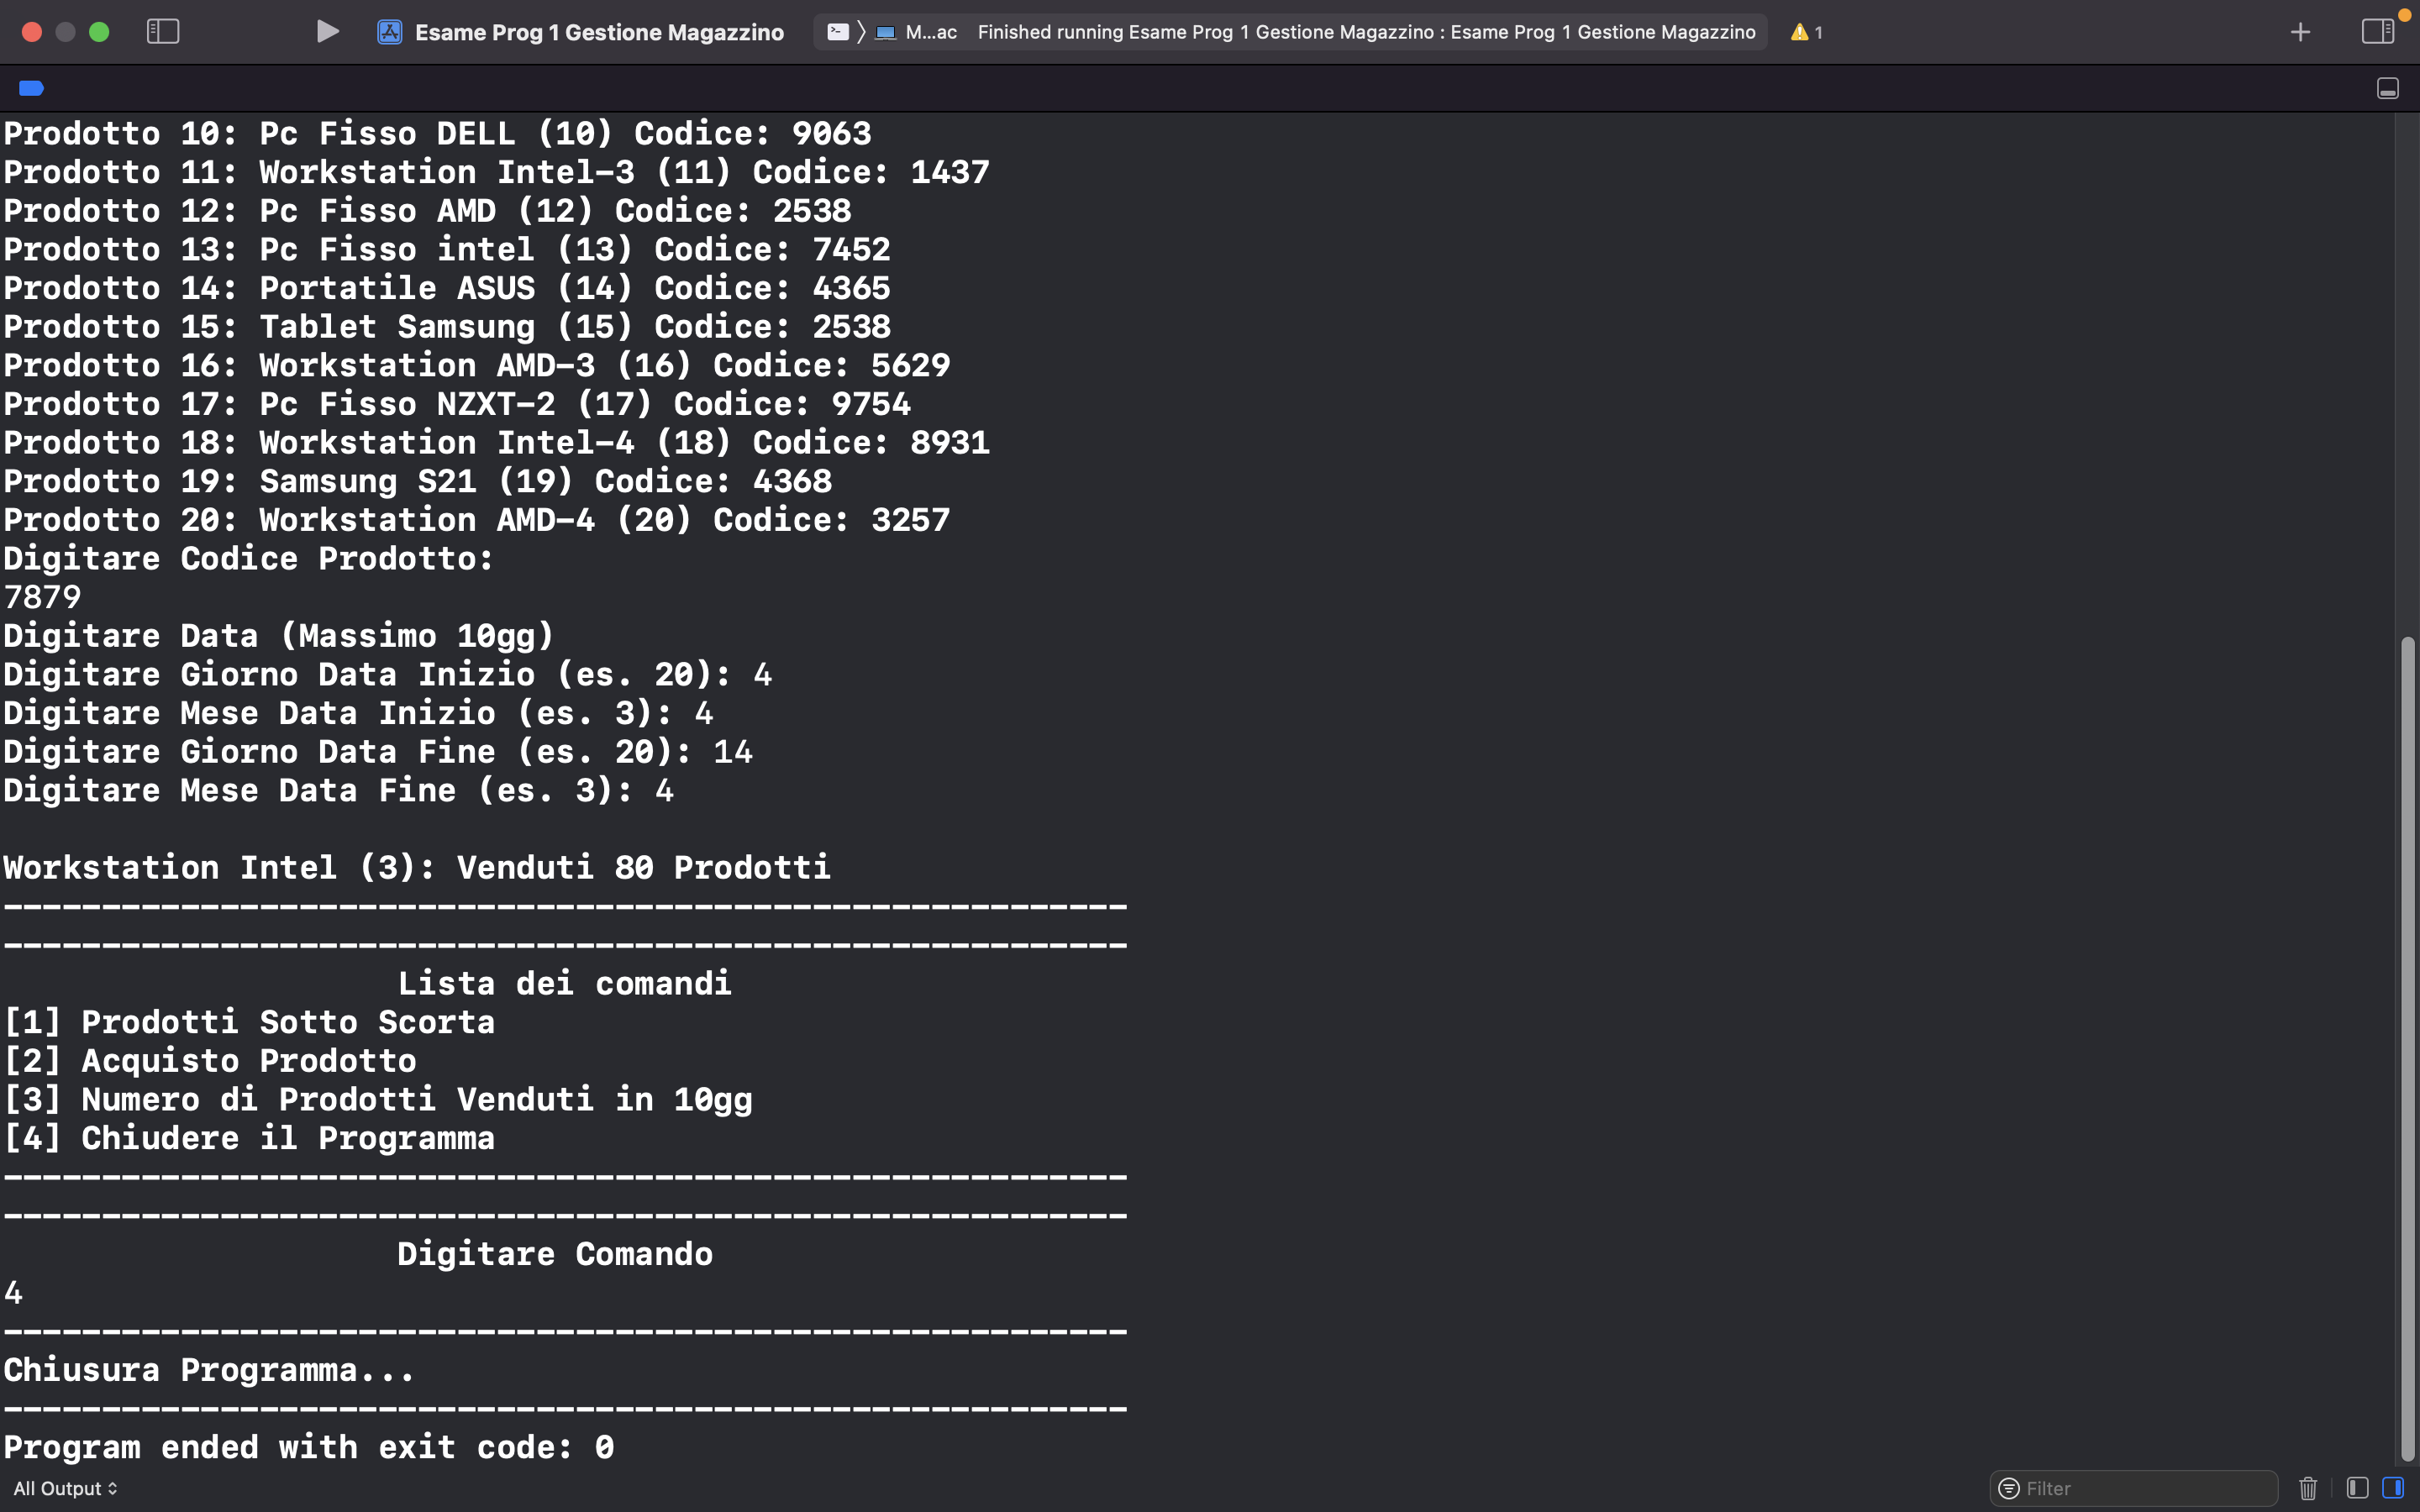 Esame Prog 1 Gestione Magazzino
M...ac Finished running Esame Prog 1 Gestione Magazzino : Esame Prog 1 Gestione Magazzino
1
Prodotto 10: Pc Fisso DELL (10) Codice: 9063
Prodotto 11: Workstation Intel-3 (11) Codice: 1437
Prodotto 12: Pc Fisso AMD (12) Codice: 2538
Prodotto 13: Pc Fisso intel (13) Codice: 7452
Prodotto 14: Portatile ASUS (14) Codice: 4365
Prodotto 15: Tablet Samsung (15) Codice: 2538
Prodotto 16: Workstation AMD-3 (16) Codice: 5629
Prodotto 17: Pc Fisso NZXT-2 (17) Codice: 9754
Prodotto 18: Workstation Intel-4 (18) Codice: 8931
Prodotto 19: Samsung S21 (19) Codice: 4368
Prodotto 20: Workstation AMD-4 (20) Codice: 3257
Digitare Codice Prodotto:
7879
Digitare Data (Massimo 10gg)
Digitare Giorno Data Inizio (es. 20): 4
Digitare Mese Data Inizio (es. 3): 4
Digitare Giorno Data Fine (es. 20): 14
Digitare Mese Data Fine (es. 3): 4
Workstation Intel (3): Venduti 80 Prodotti
---------------------------------------------------------
---------------------------------------------------------
Lista dei comandi
[1] Prodotti Sotto Scorta
[2] Acquisto Prodotto
[3] Numero di Prodotti Venduti in 10gg
[4] Chiudere il Programma
---------------------------------------------------------
---------------------------------------------------------
Digitare Comando
4
---------------------------------------------------------
Chiusura Programma...
---------------------------------------------------------
Program ended with exit code: 0
All Output
Filter